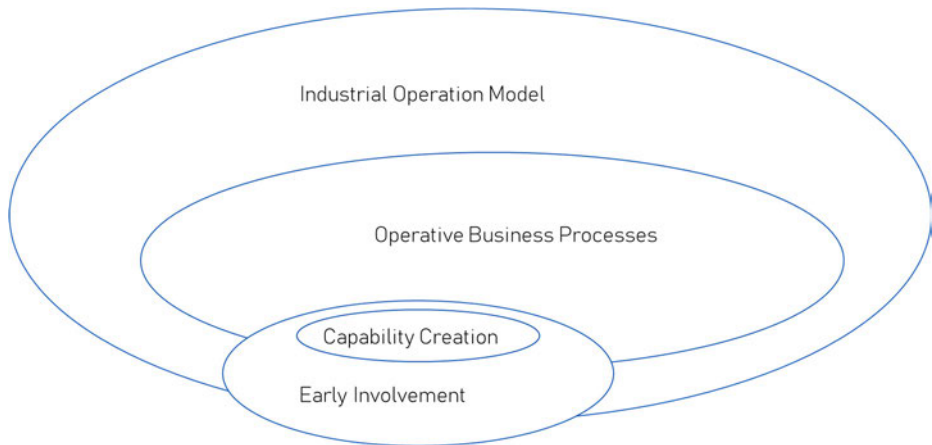 Industrial Operation Model
Operative Business Processes
Capability Creation
Early Involvement